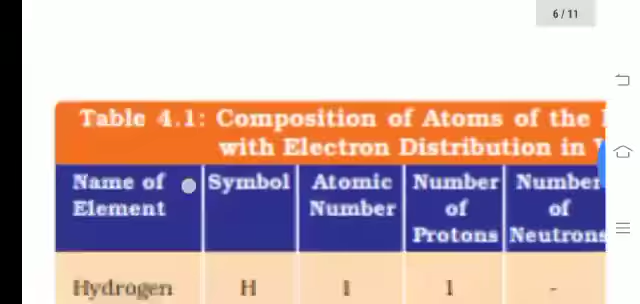 6 / 11
Table 4.1: Composition of Atoms of the
with Electron Distribution in
Name of Element Symbol Atomic Number Number of Protons Number of Neutrons
Hydrogen H 1 1 -